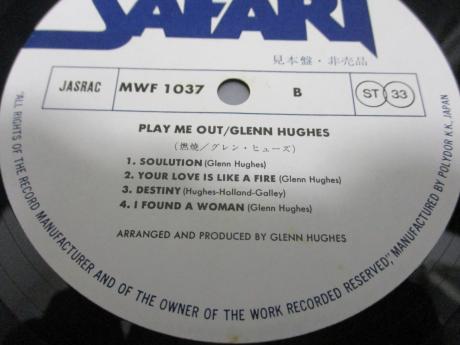 SAFARI
見本盤・非売品
JASRAC MWF 1037 B ST 33
PLAY ME OUT/GLENN HUGHES
(燃焼/グレン・ヒューズ)
1. SOULUTION (Glenn Hughes)
2. YOUR LOVE IS LIKE A FIRE (Glenn Hughes)
3. DESTINY (Hughes-Holland-Galley)
4. I FOUND A WOMAN (Glenn Hughes)
ARRANGED AND PRODUCED BY GLENN HUGHES
"ALL RIGHTS OF THE RECORD MANUFACTURER AND OF THE OWNER OF THE WORK RECORDED RESERVED," MANUFACTURED BY POLYDOR K.K., JAPAN